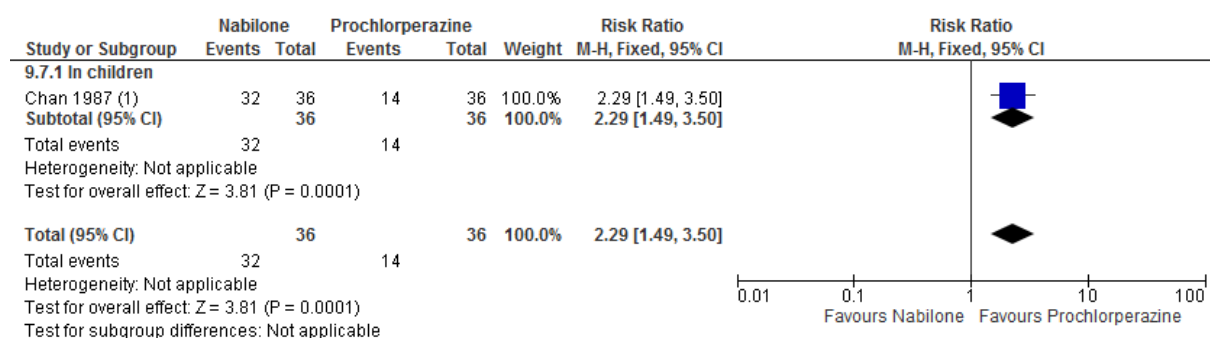 Nabilone Prochlorperazine Risk Ratio Risk Ratio
Study or Subgroup Events Total Events Total Weight M-H, Fixed, 95% CI M-H, Fixed, 95% CI
9.7.1 In children
Chan 1987 (1) 32 36 14 36 100.0% 2.29 [1.49, 3.50]
Subtotal (95% CI) 36 36 100.0% 2.29 [1.49, 3.50]
Total events 32 14
Heterogeneity: Not applicable
Test for overall effect: Z = 3.81 (P = 0.0001)
Total (95% CI) 36 36 100.0% 2.29 [1.49, 3.50]
Total events 32 14
Heterogeneity: Not applicable
Test for overall effect: Z = 3.81 (P = 0.0001)
Test for subgroup differences: Not applicable
0.01 0.1 1 10 100
Favours Nabilone Favours Prochlorperazine